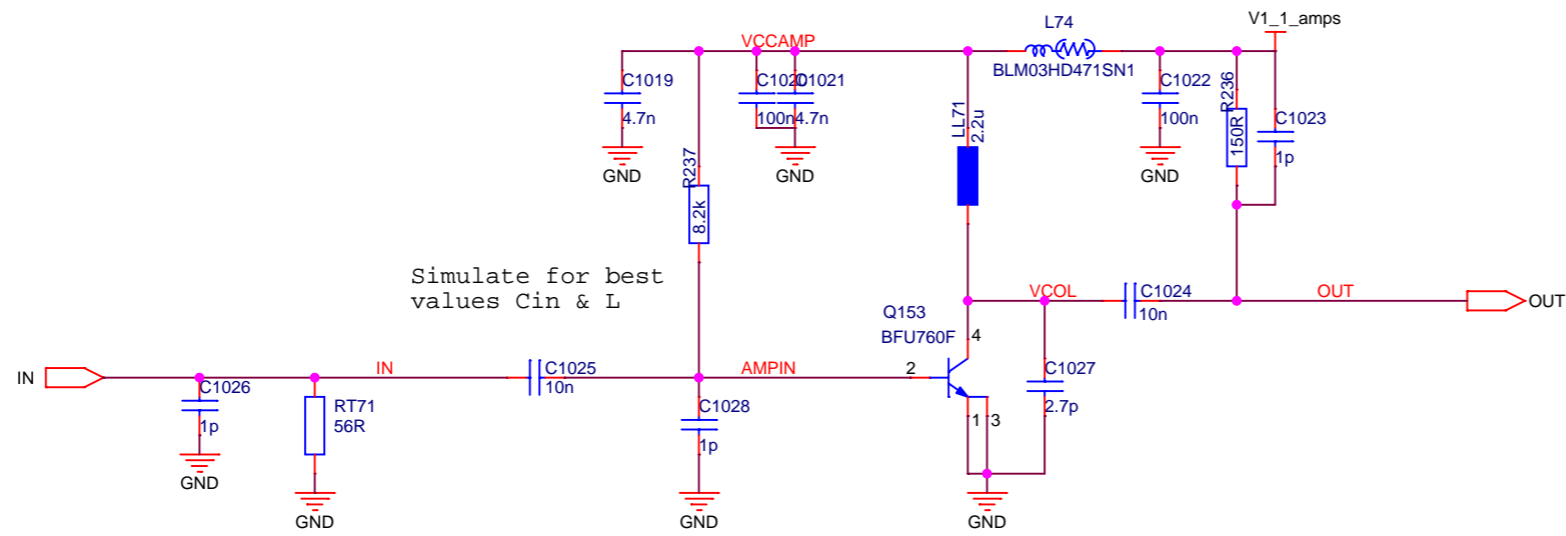 V1_1_amps
L74
BLM03HD471SN1
VCCAMP
C1019
4.7n
GND
C1020
100n
C1021
4.7n
GND
R237
8.2k
LL71
2.2u
C1022
100n
GND
R236
150R
C1023
1p
Simulate for best
values Cin & L
VCOL
C1024
10n
OUT
OUT
Q153
BFU760F
4
2
1
3
C1027
2.7p
GND
IN
IN
C1026
1p
GND
RT71
56R
GND
C1025
10n
AMPIN
C1028
1p
GND